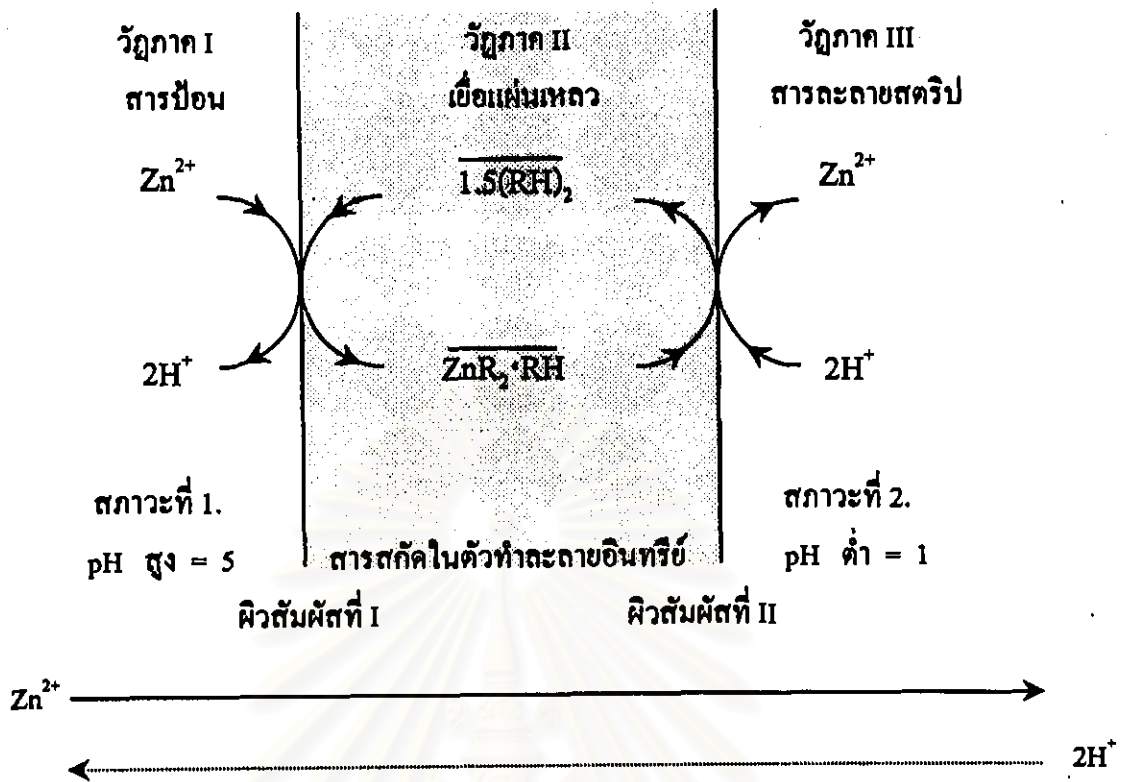 วัฏภาค I
สารป้อน
วัฏภาค II
เยื่อแผ่นเหลว
วัฏภาค III
สารละลายสตริป
Zn²⁺
1.5(RH)₂
Zn²⁺
2H⁺
ZnR₂·RH
2H⁺
สภาวะที่ 1.
pH สูง = 5
สารสกัดในตัวทำละลายอินทรีย์
สภาวะที่ 2.
pH ต่ำ = 1
ผิวสัมผัสที่ I
ผิวสัมผัสที่ II
Zn²⁺
2H⁺